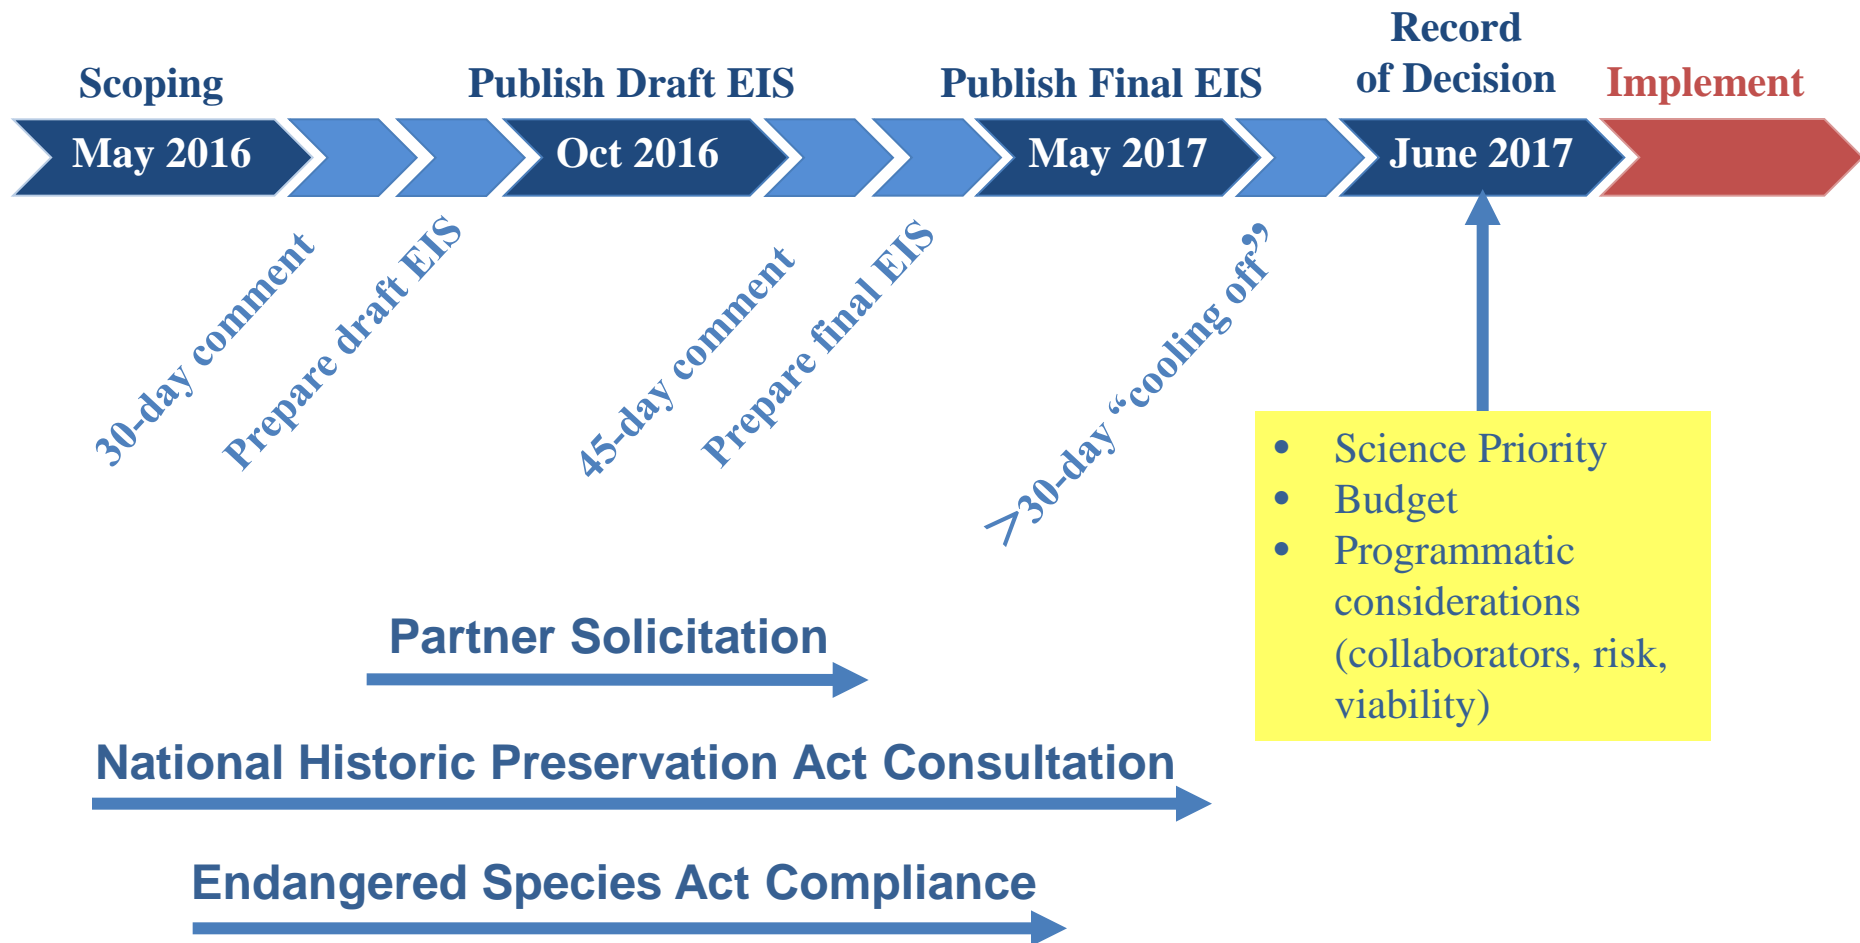 Scoping
Publish Draft EIS
Publish Final EIS
Record
of Decision
Implement
May 2016
Oct 2016
May 2017
June 2017
30-day comment
Prepare draft EIS
45-day comment
Prepare final EIS
>30-day “cooling off”
• Science Priority
• Budget
• Programmatic
considerations
(collaborators, risk,
viability)
Partner Solicitation
National Historic Preservation Act Consultation
Endangered Species Act Compliance